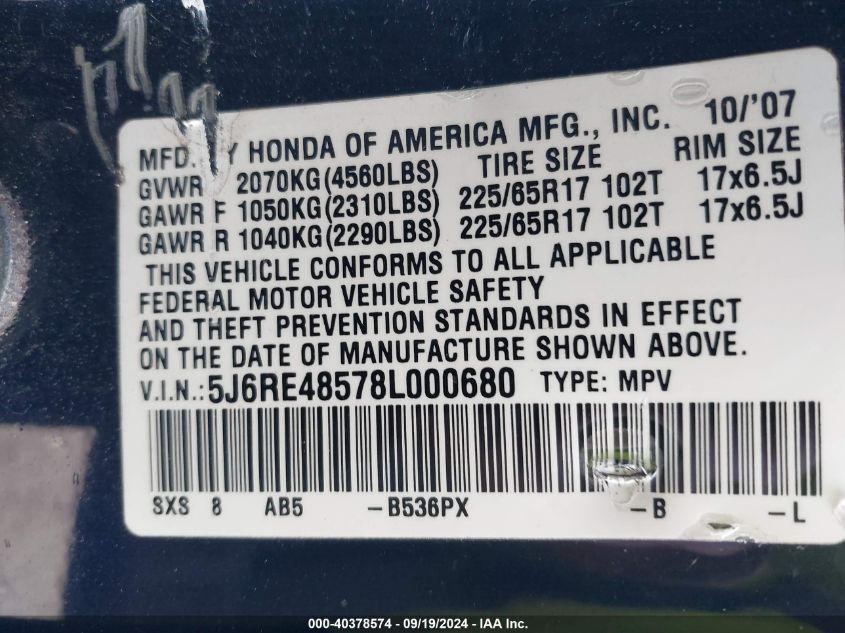 MFD. BY HONDA OF AMERICA MFG., INC. 10/'07
GVWR 2070KG(4560LBS) TIRE SIZE RIM SIZE
GAWR F 1050KG(2310LBS) 225/65R17 102T 17x6.5J
GAWR R 1040KG(2290LBS) 225/65R17 102T 17x6.5J
THIS VEHICLE CONFORMS TO ALL APPLICABLE
FEDERAL MOTOR VEHICLE SAFETY
AND THEFT PREVENTION STANDARDS IN EFFECT
ON THE DATE OF MANUFACTURE SHOWN ABOVE.
V.I.N.: 5J6RE48578L000680 TYPE: MPV
SXS 8 AB5 -B536PX -B -L
000-40378574 - 09/19/2024 - IAA Inc.